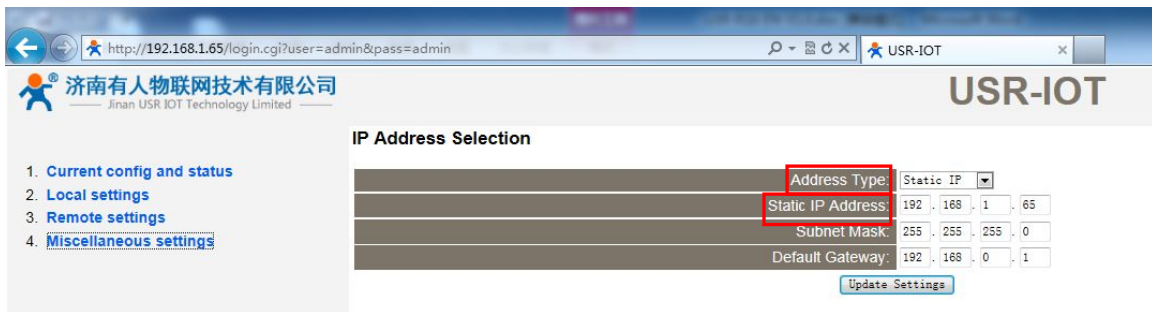 http://192.168.1.65/login.cgi?user=admin&pass=admin
USR-IOT
济南有人物联网技术有限公司
Jinan USR IOT Technology Limited
USR-IOT
IP Address Selection
1. Current config and status
2. Local settings
3. Remote settings
4. Miscellaneous settings
Address Type: Static IP
Static IP Address: 192 . 168 . 1 . 65
Subnet Mask: 255 . 255 . 255 . 0
Default Gateway: 192 . 168 . 0 . 1
Update Settings